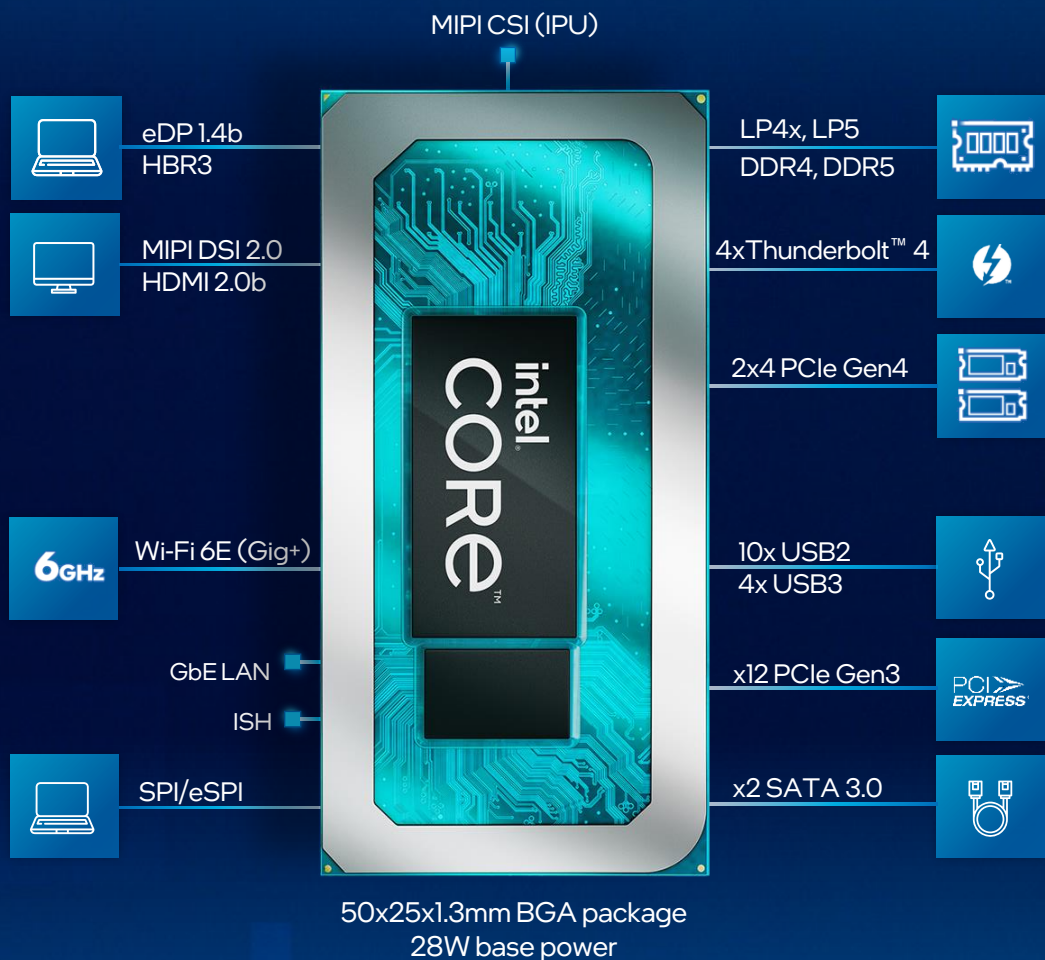 MIPI CSI (IPU)
eDP 1.4b
HBR3
MIPI DSI 2.0
HDMI 2.0b
6GHz
Wi-Fi 6E (Gig+)
GbE LAN
ISH
SPI/eSPI
intel.
CORe™
LP4x, LP5
DDR4, DDR5
4xThunderbolt™ 4
2x4 PCIe Gen4
10x USB2
4x USB3
x12 PCIe Gen3
PCI
EXPRESS®
x2 SATA 3.0
50x25x1.3mm BGA package
28W base power